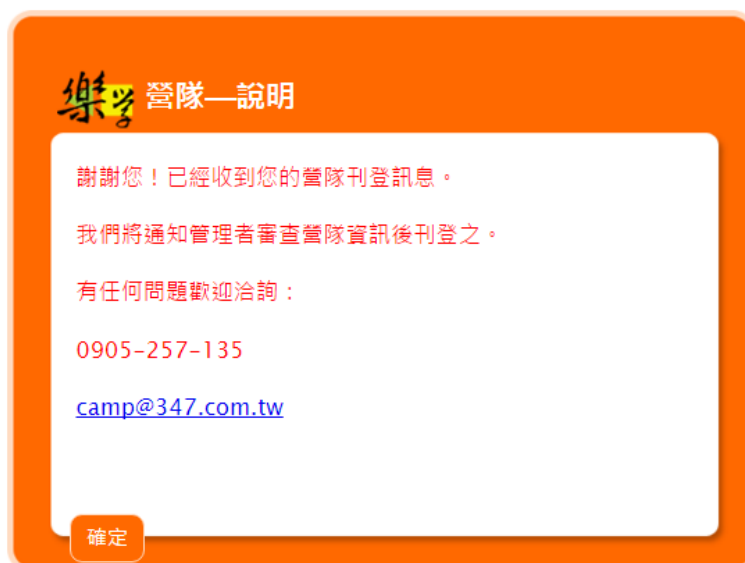 樂学 營隊—說明
謝謝您！已經收到您的營隊刊登訊息。
我們將通知管理者審查營隊資訊後刊登之。
有任何問題歡迎洽詢：
0905-257-135
camp@347.com.tw
確定